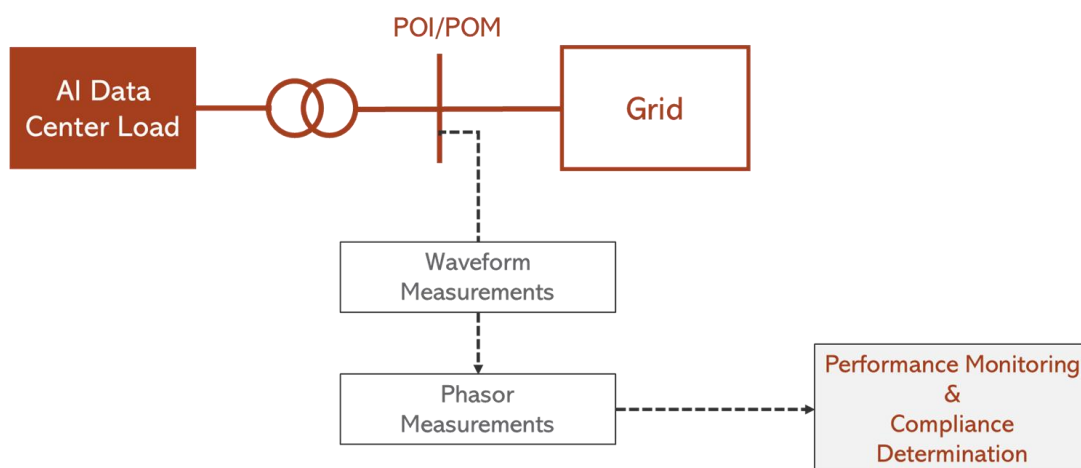 POI/POM
AI Data
Center Load
Grid
Waveform
Measurements
Phasor
Measurements
Performance Monitoring
&
Compliance
Determination